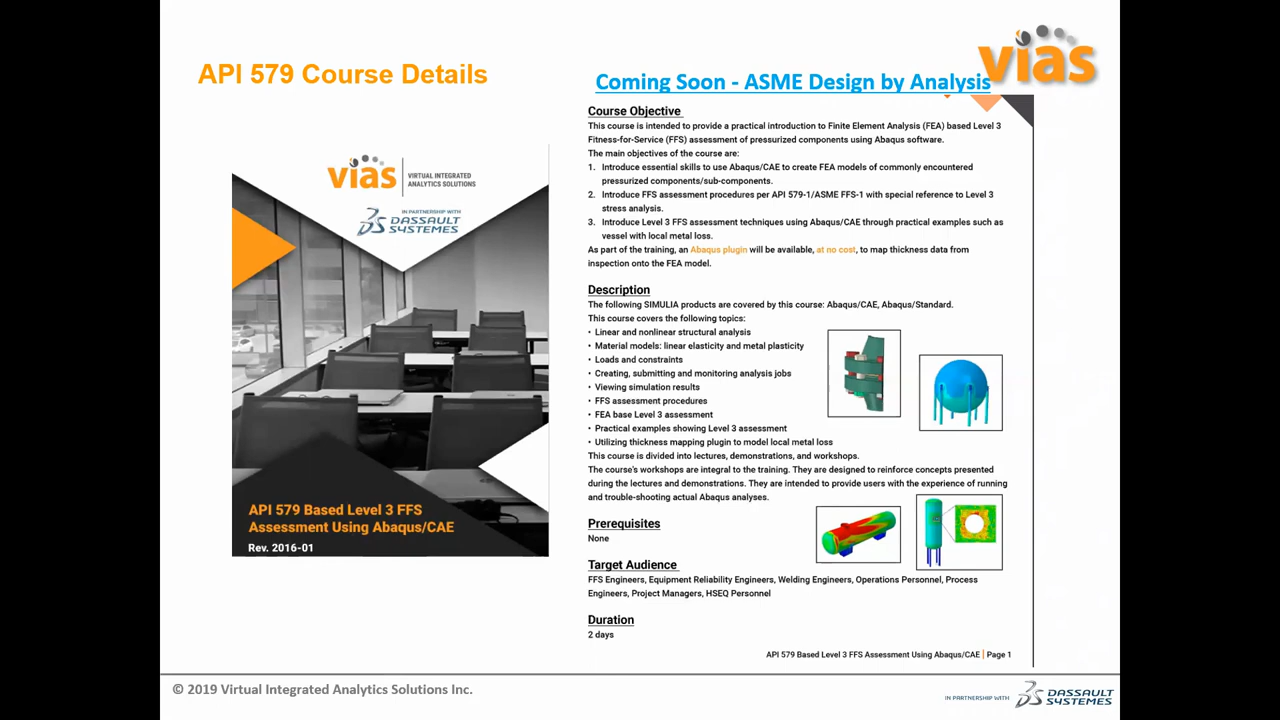 API 579 Course Details
vias
Coming Soon - ASME Design by Analysis
vias
VIRTUAL INTEGRATED
ANALYTICS SOLUTIONS
IN PARTNERSHIP WITH
DASSAULT
SYSTEMES
API 579 Based Level 3 FFS
Assessment Using Abaqus/CAE
Rev. 2016-01
Course Objective
This course is intended to provide a practical introduction to Finite Element Analysis (FEA) based Level 3
Fitness-for-Service (FFS) assessment of pressurized components using Abaqus software.
The main objectives of the course are:
1. Introduce essential skills to use Abaqus/CAE to create FEA models of commonly encountered
pressurized components/sub-components.
2. Introduce FFS assessment procedures per API 579-1/ASME FFS-1 with special reference to Level 3
stress analysis.
3. Introduce Level 3 FFS assessment techniques using Abaqus/CAE through practical examples such as
vessel with local metal loss.
As part of the training, an Abaqus plugin will be available, at no cost, to map thickness data from
inspection onto the FEA model.
Description
The following SIMULIA products are covered by this course: Abaqus/CAE, Abaqus/Standard.
This course covers the following topics:
• Linear and nonlinear structural analysis
• Material models: linear elasticity and metal plasticity
• Loads and constraints
• Creating, submitting and monitoring analysis jobs
• Viewing simulation results
• FFS assessment procedures
• FEA base Level 3 assessment
• Practical examples showing Level 3 assessment
• Utilizing thickness mapping plugin to model local metal loss
This course is divided into lectures, demonstrations, and workshops.
The course's workshops are integral to the training. They are designed to reinforce concepts presented
during the lectures and demonstrations. They are intended to provide users with the experience of running
and trouble-shooting actual Abaqus analyses.
Prerequisites
None
Target Audience
FFS Engineers, Equipment Reliability Engineers, Welding Engineers, Operations Personnel, Process
Engineers, Project Managers, HSEQ Personnel
Duration
2 days
API 579 Based Level 3 FFS Assessment Using Abaqus/CAE | Page 1
© 2019 Virtual Integrated Analytics Solutions Inc.
IN PARTNERSHIP WITH
DASSAULT
SYSTEMES